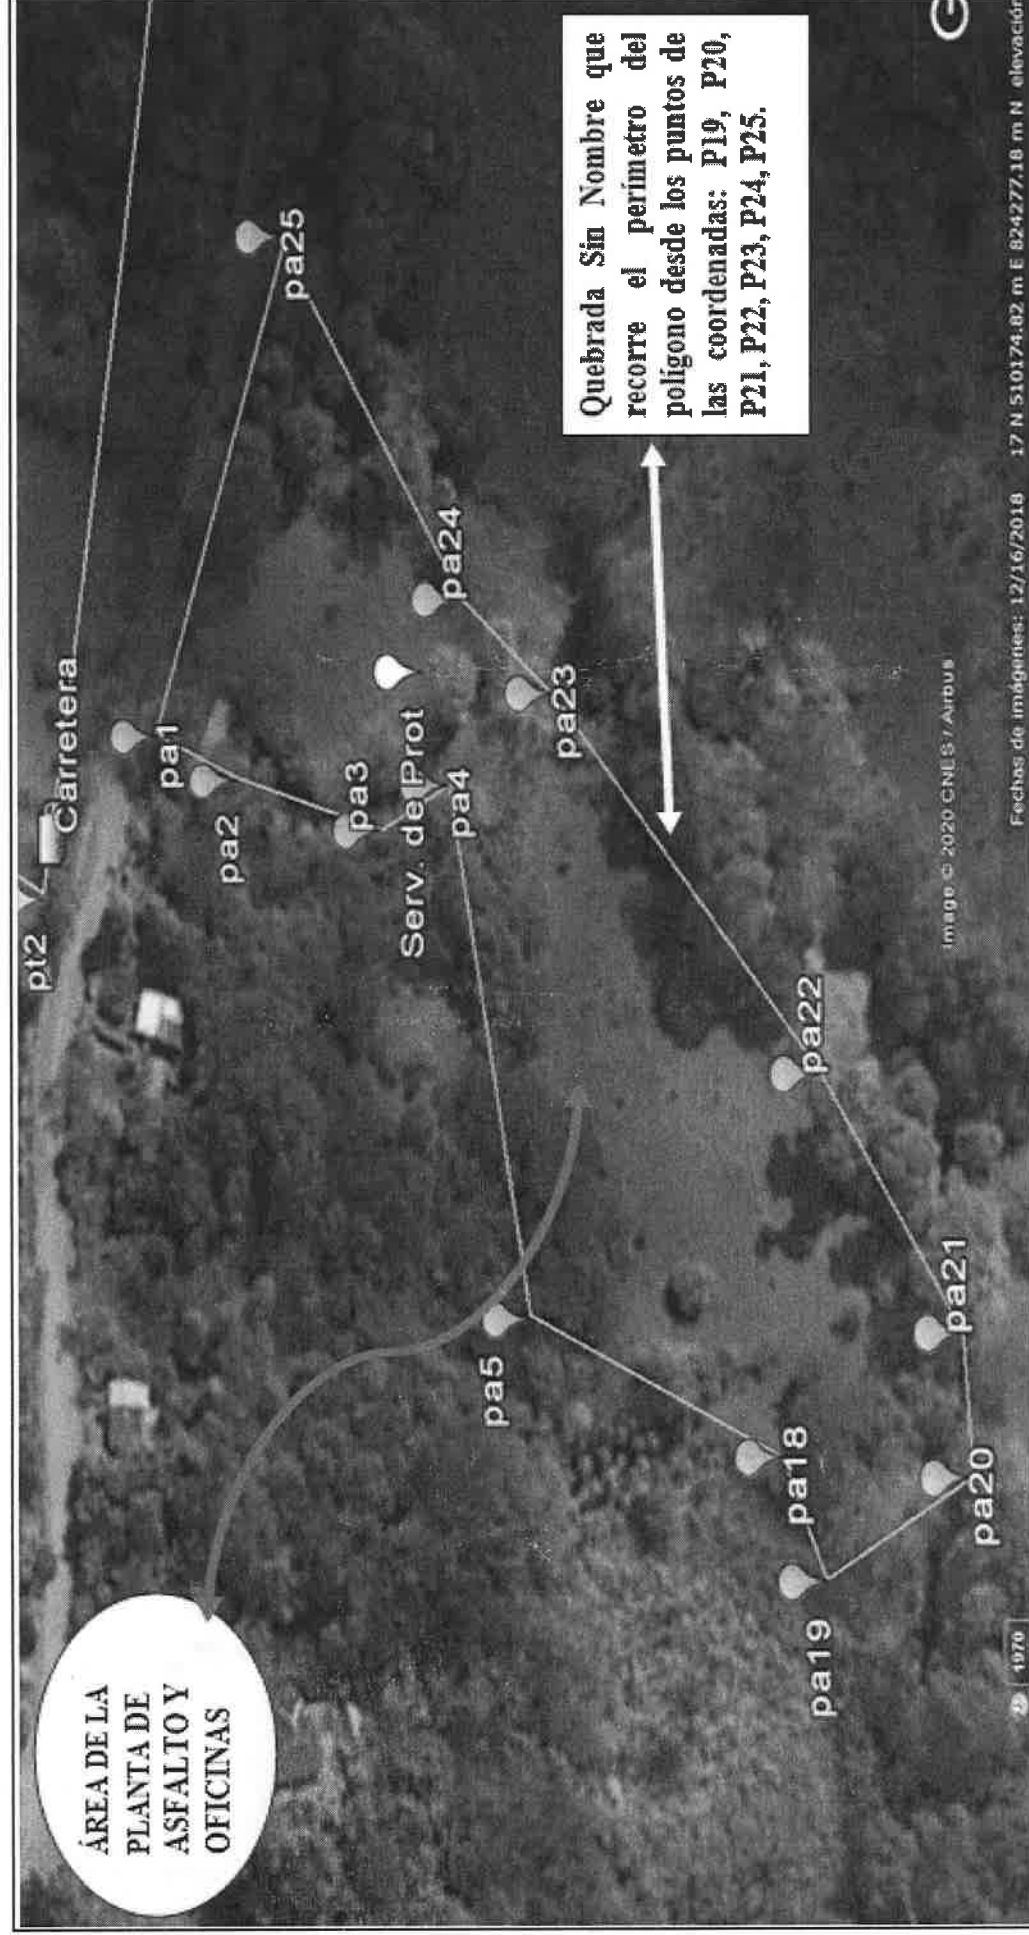 ÁREA DE LA
PLANTA DE
ASFALTO Y
OFICINAS
pt2
Carretera
pa1
pa2
pa3
Serv. de Prot
pa4
pa5
pa25
pa24
pa23
pa22
pa21
pa18
pa19
pa20
Quebrada Sin Nombre que
recorre el perímetro del
polígono desde los puntos de
las coordenadas: P19, P20,
P21, P22, P23, P24, P25.
Image © 2020 CNES / Airbus
1970
Fechas de imágenes: 12/16/2018 17 N 510174.82 m E 824277.18 m N elevación
G